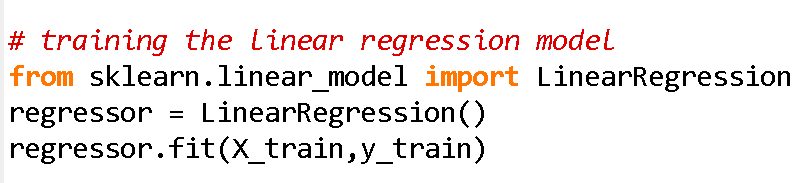 # training the linear regression model
from sklearn.linear_model import LinearRegression
regressor = LinearRegression()
regressor.fit(X_train,y_train)